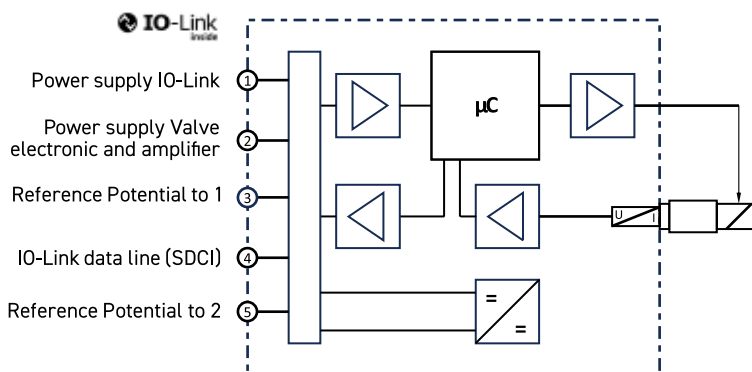 IO-Link
inside
Power supply IO-Link
1
Power supply Valve
electronic and amplifier
2
Reference Potential to 1
3
IO-Link data line (SDCI)
4
Reference Potential to 2
5
µC
U
I
=
=